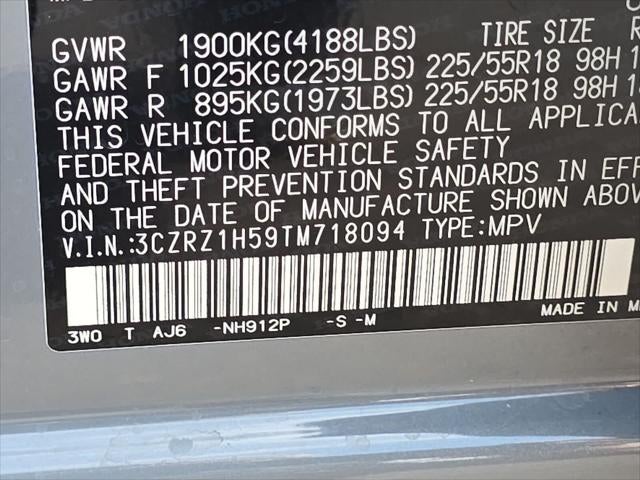 GVWR 1900KG(4188LBS) TIRE SIZE
GAWR F 1025KG(2259LBS) 225/55R18 98H
GAWR R 895KG(1973LBS) 225/55R18 98H
THIS VEHICLE CONFORMS TO ALL APPLICA
FEDERAL MOTOR VEHICLE SAFETY
AND THEFT PREVENTION STANDARDS IN EFF
ON THE DATE OF MANUFACTURE SHOWN ABOV
V.I.N.:3CZRZ1H59TM718094 TYPE:MPV
3WO T AJ6 -NH912P -S -M MADE IN M